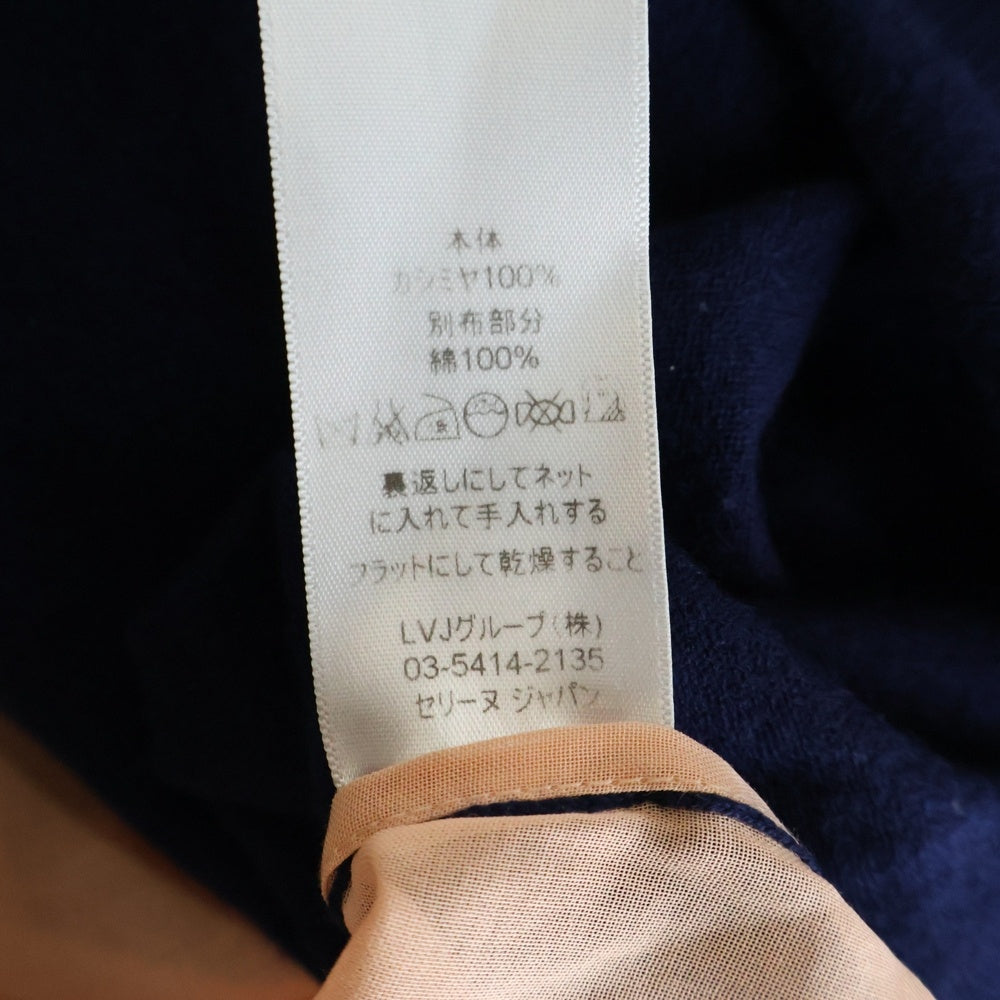 本体
カシミヤ100%
別布部分
綿100%
裏返しにしてネット
に入れて手入れする
フラットにして乾燥すること
LVJグループ(株)
03-5414-2135
セリーヌ ジャパン